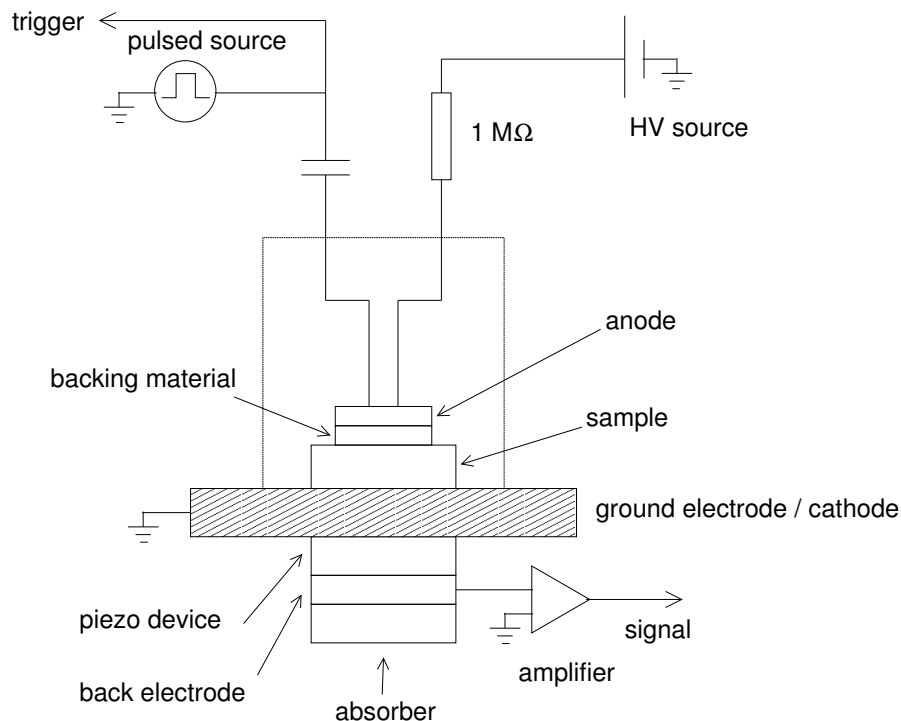 trigger
pulsed source
1 MΩ
HV source
anode
backing material
sample
ground electrode / cathode
piezo device
signal
amplifier
back electrode
absorber